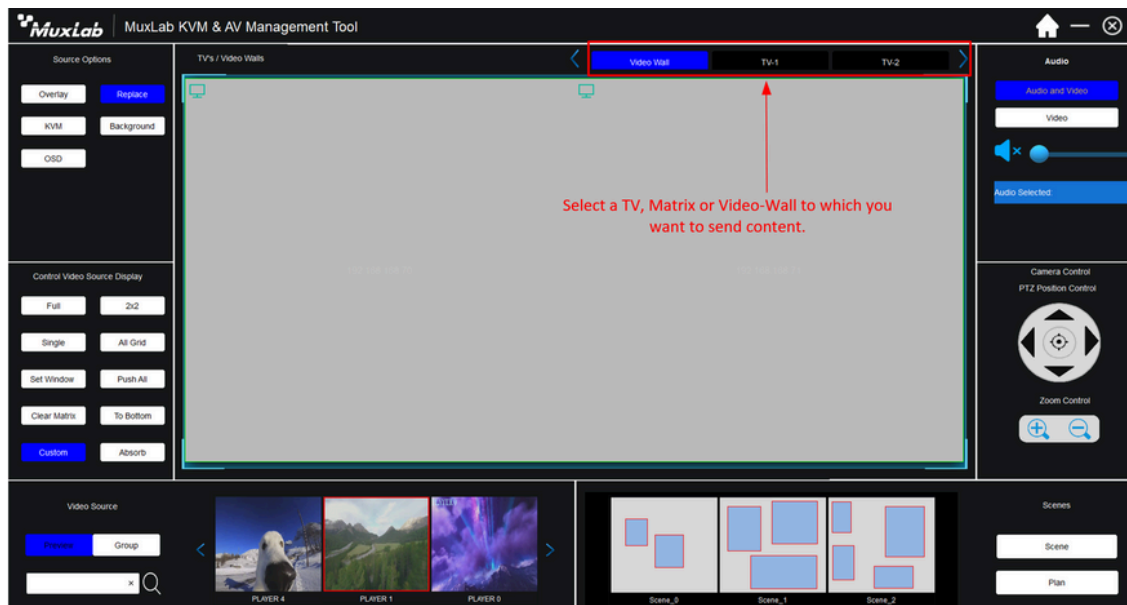 MuxLab MuxLab KVM & AV Management Tool
Source Options
Overlay Replace
KVM Background
OSD
TV's / Video Walls
Video Wall TV-1 TV-2
Select a TV, Matrix or Video-Wall to which you
want to send content.
Audio
Audio and Video
Video
Audio Selected:
Control Video Source Display
Full 2x2
Single All Grid
Set Window Push All
Clear Matrix To Bottom
Custom Absorb
Camera Control
PTZ Position Control
Zoom Control
Video Source
Group
PLAYER 4 PLAYER 1 PLAYER 0
Scene_0 Scene_1 Scene_2
Scenes
Scene
Plan